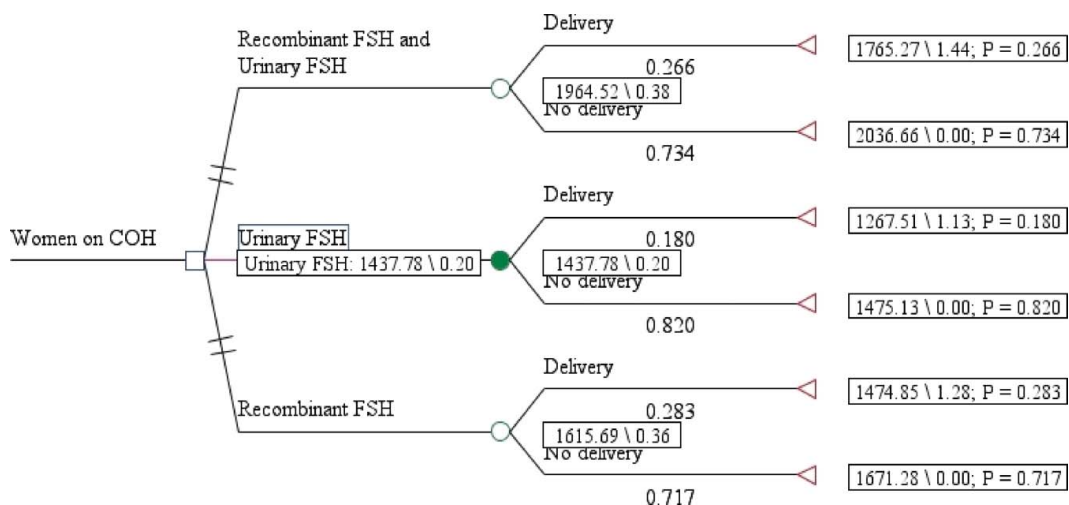 Delivery
Recombinant FSH and
Urinary FSH
1765.27 \ 1.44; P = 0.266
0.266
1964.52 \ 0.38
No delivery
2036.66 \ 0.00; P = 0.734
0.734
Delivery
1267.51 \ 1.13; P = 0.180
0.180
Women on COH
Urinary FSH
Urinary FSH: 1437.78 \ 0.20
1437.78 \ 0.20
No delivery
1475.13 \ 0.00; P = 0.820
0.820
Delivery
1474.85 \ 1.28; P = 0.283
0.283
Recombinant FSH
1615.69 \ 0.36
No delivery
1671.28 \ 0.00; P = 0.717
0.717